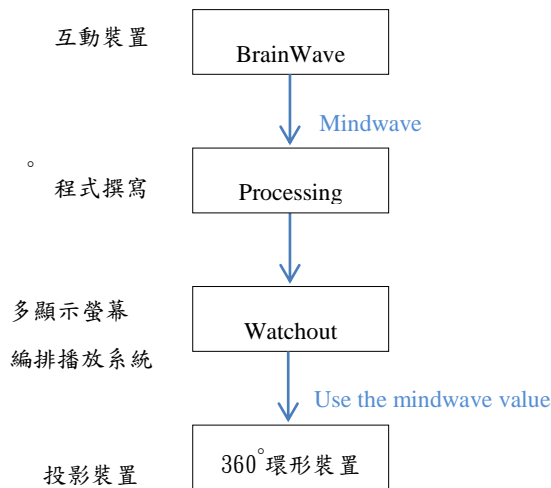 互動裝置
BrainWave
Mindwave
。
程式撰寫
Processing
多顯示螢幕
編排播放系統
Watchout
Use the mindwave value
投影裝置
360°環形裝置